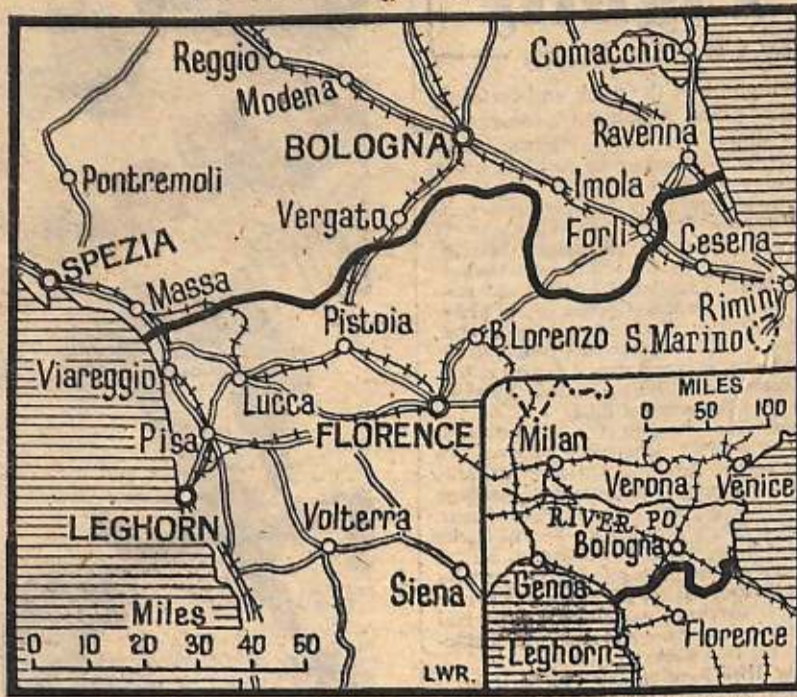 Reggio
Modena
Comacchio
Ravenna
BOLOGNA
Pontremoli
Imola
Vergato
Forli
Cesena
SPEZIA
Massa
Rimini
Pistoia
B. Lorenzo
S. Marino
Viareggio
Lucca
Pisa
FLORENCE
LEGHORN
Volterra
Siena
Miles
0 10 20 30 40 50
LWR.
MILES
0 50 100
Milan
Verona
Venice
RIVER PO
Bologna
Genoa
Florence
Leghorn